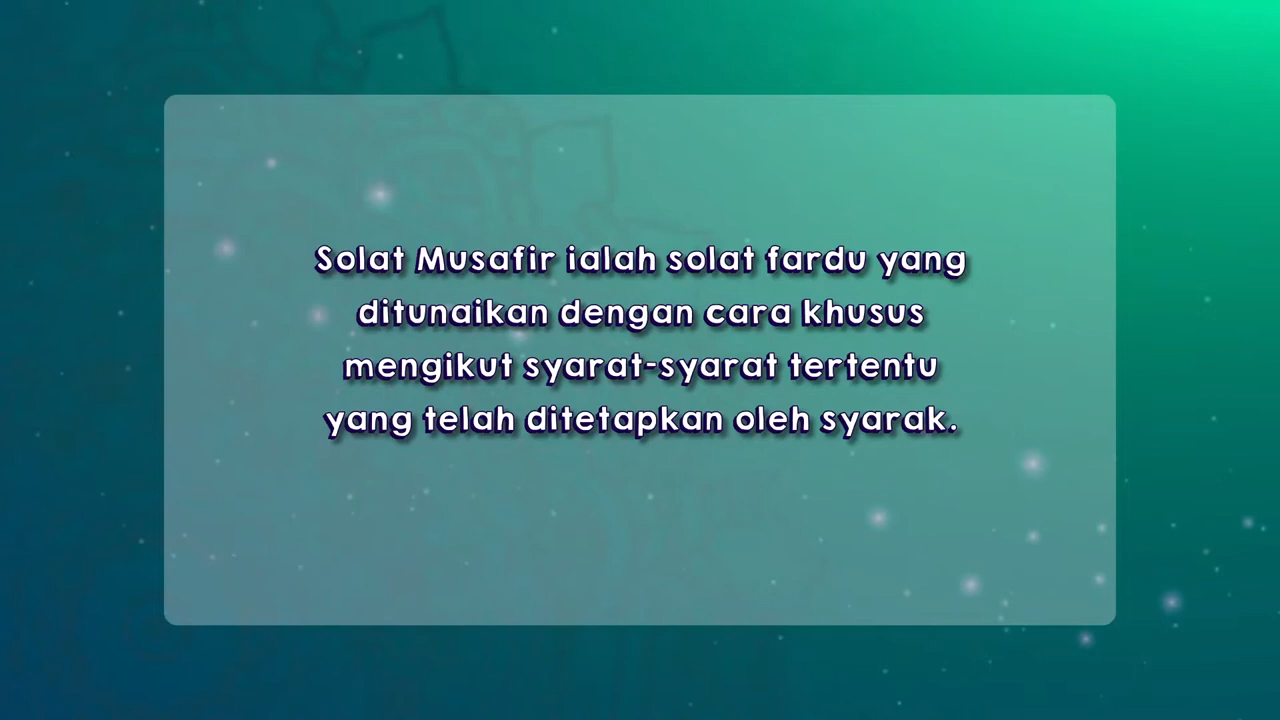 Solat Musafir ialah solat fardu yang
ditunaikan dengan cara khusus
mengikut syarat-syarat tertentu
yang telah ditetapkan oleh syarak.